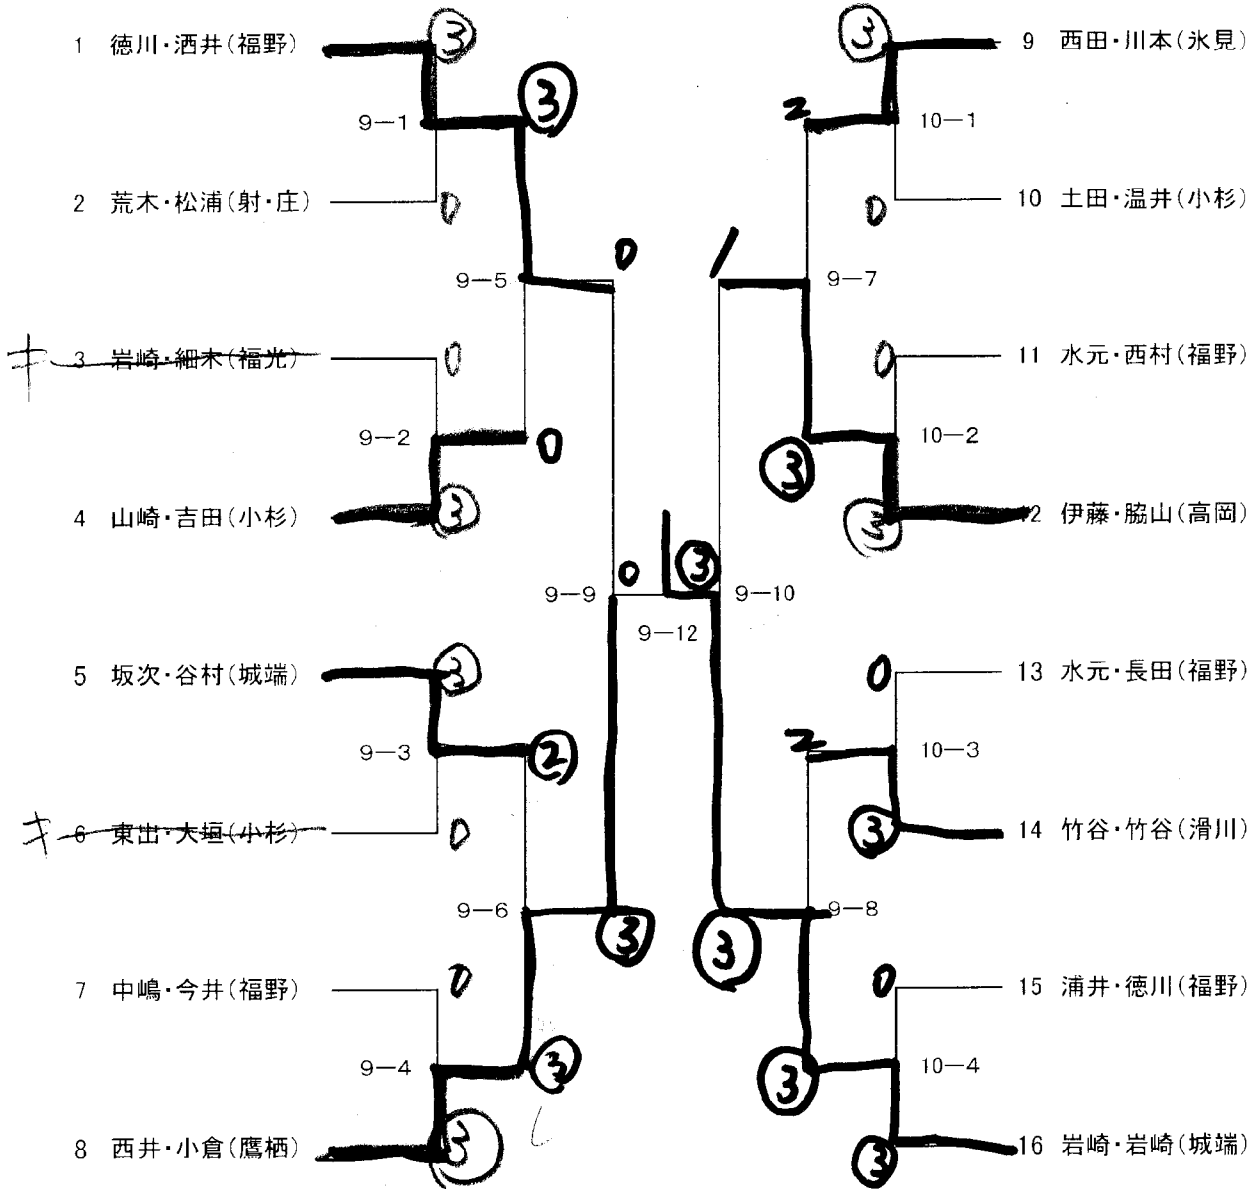 1 徳川・酒井(福野)
③
9－1
③
2 荒木・松浦(射・庄)
0
9－5
0
キ 3 岩崎・細木(福光)
0
9－2
0
4 山崎・吉田(小杉)
③
9－9
0
5 坂次・谷村(城端)
③
9－3
②
キ 6 東出・大垣(小杉)
0
9－6
③
7 中嶋・今井(福野)
0
9－4
③
8 西井・小倉(鷹栖)
③
9－12
③
9 西田・川本(氷見)
③
10－1
2
10 土田・温井(小杉)
0
9－7
1
11 水元・西村(福野)
0
10－2
③
12 伊藤・脇山(高岡)
③
9－10
13 水元・長田(福野)
0
10－3
2
14 竹谷・竹谷(滑川)
③
9－8
③
15 浦井・徳川(福野)
0
10－4
③
16 岩崎・岩崎(城端)
③